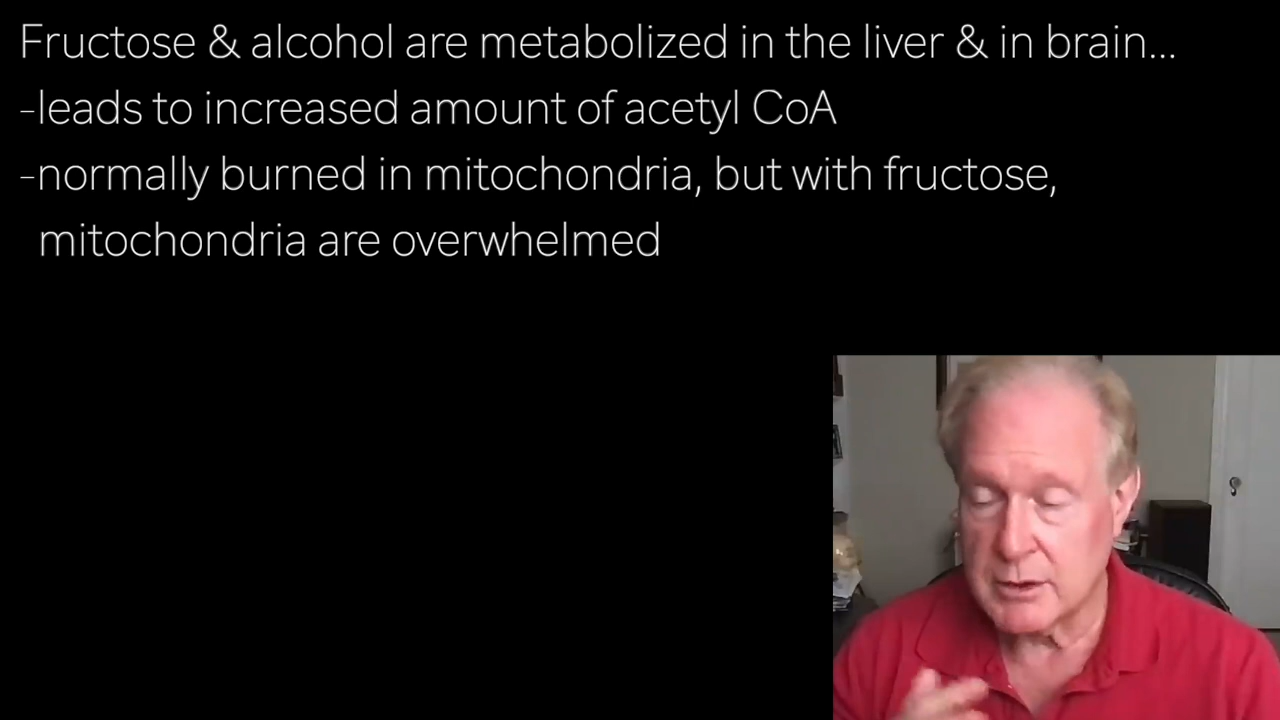 Fructose & alcohol are metabolized in the liver & in brain...
-leads to increased amount of acetyl CoA
-normally burned in mitochondria, but with fructose,
mitochondria are overwhelmed